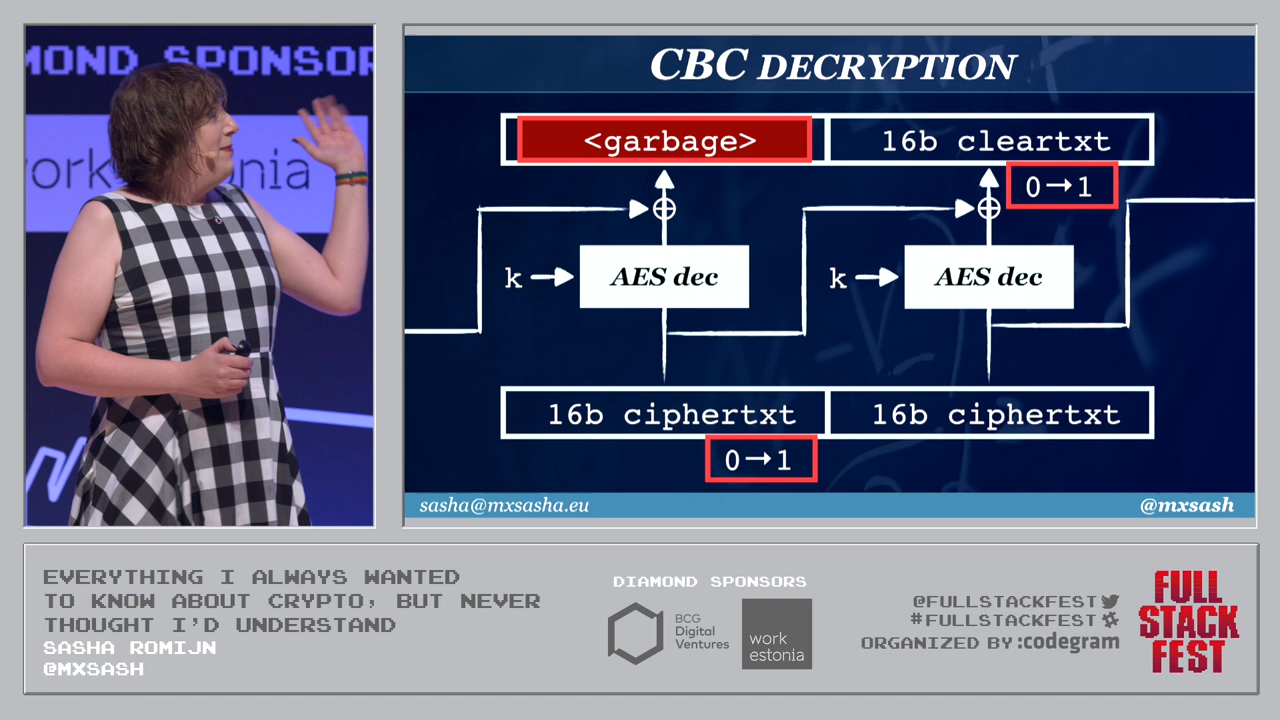 MOND SPONSOR
work estonia
CBC DECRYPTION
<garbage>
16b cleartxt
0→1
k
AES dec
k
AES dec
16b ciphertxt
16b ciphertxt
0→1
sasha@mxsasha.eu
@mxsash
EVERYTHING I ALWAYS WANTED
TO KNOW ABOUT CRYPTO, BUT NEVER
THOUGHT I'D UNDERSTAND
SASHA ROMIJN
@MXSASH
DIAMOND SPONSORS
BCG
Digital
Ventures
work
estonia
@FULLSTACKFEST
#FULLSTACKFEST
ORGANIZED BY :codegram
FULL
STACK
FEST